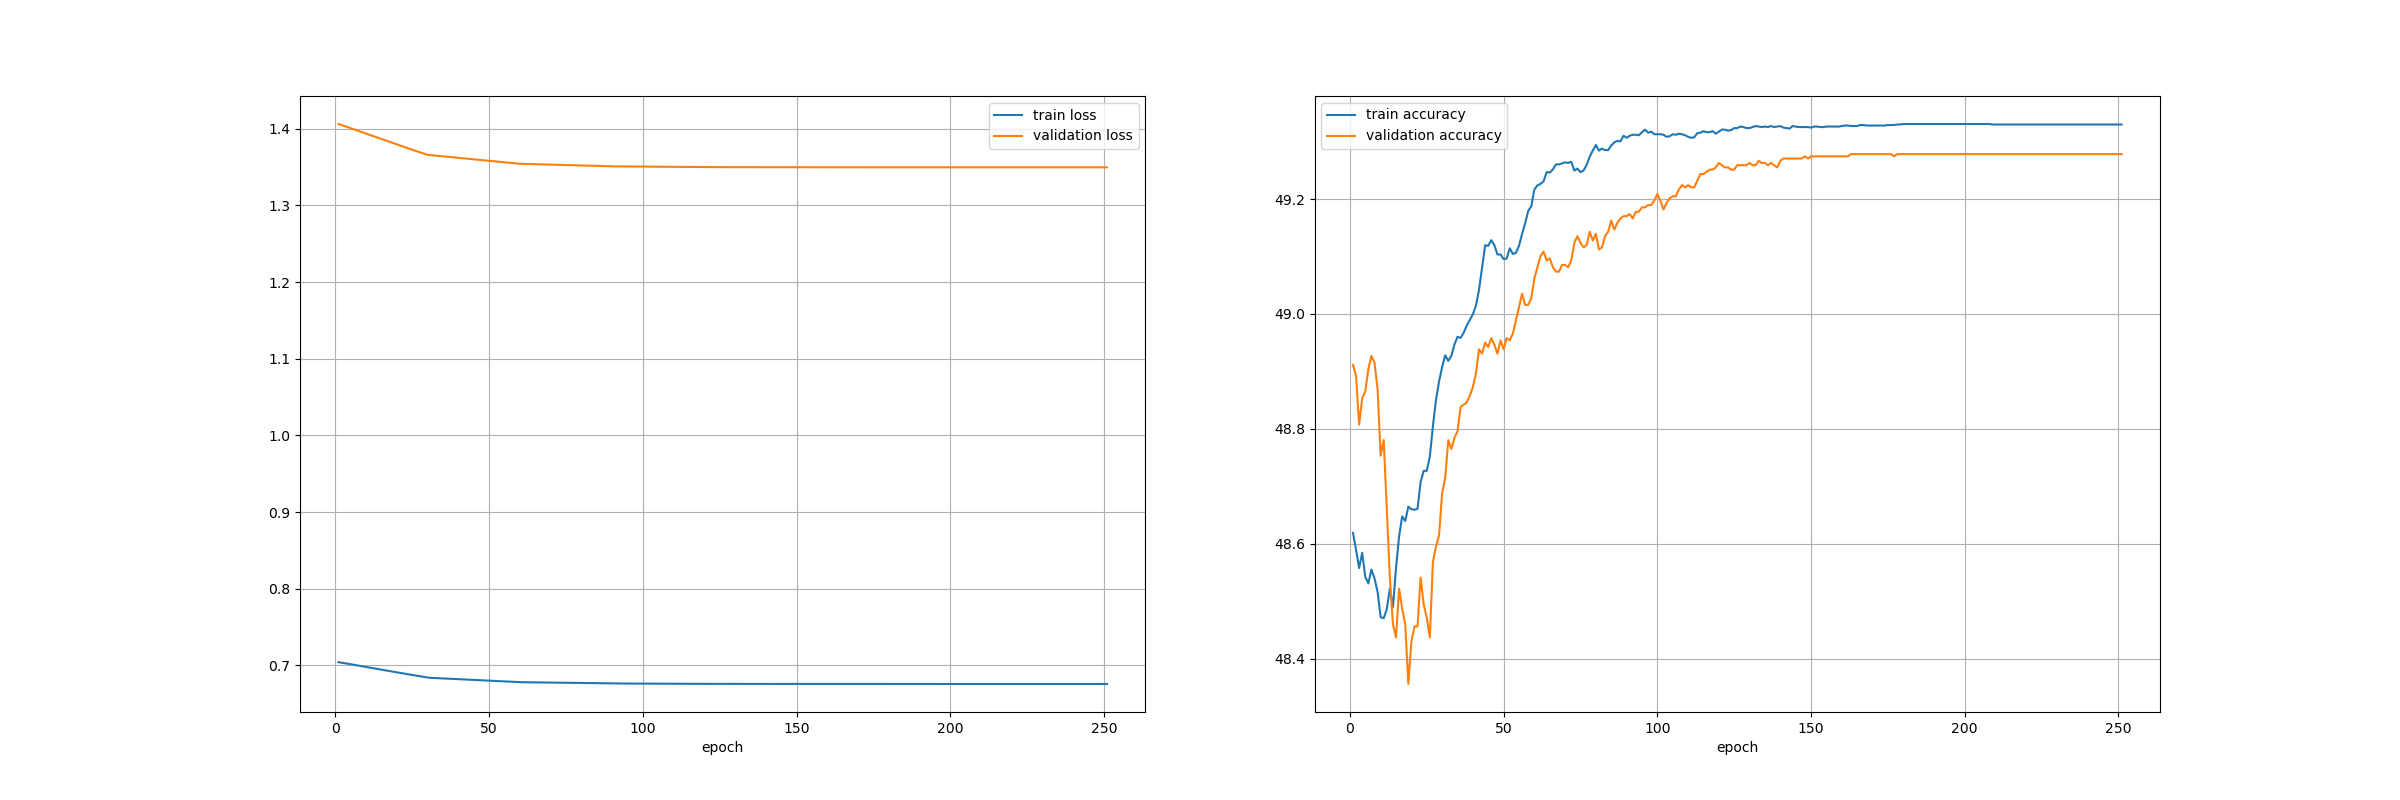 train loss
validation loss
1.4
1.3
1.2
1.1
1.0
0.9
0.8
0.7
0 50 100 150 200 250
epoch
train accuracy
validation accuracy
49.2
49.0
48.8
48.6
48.4
0 50 100 150 200 250
epoch